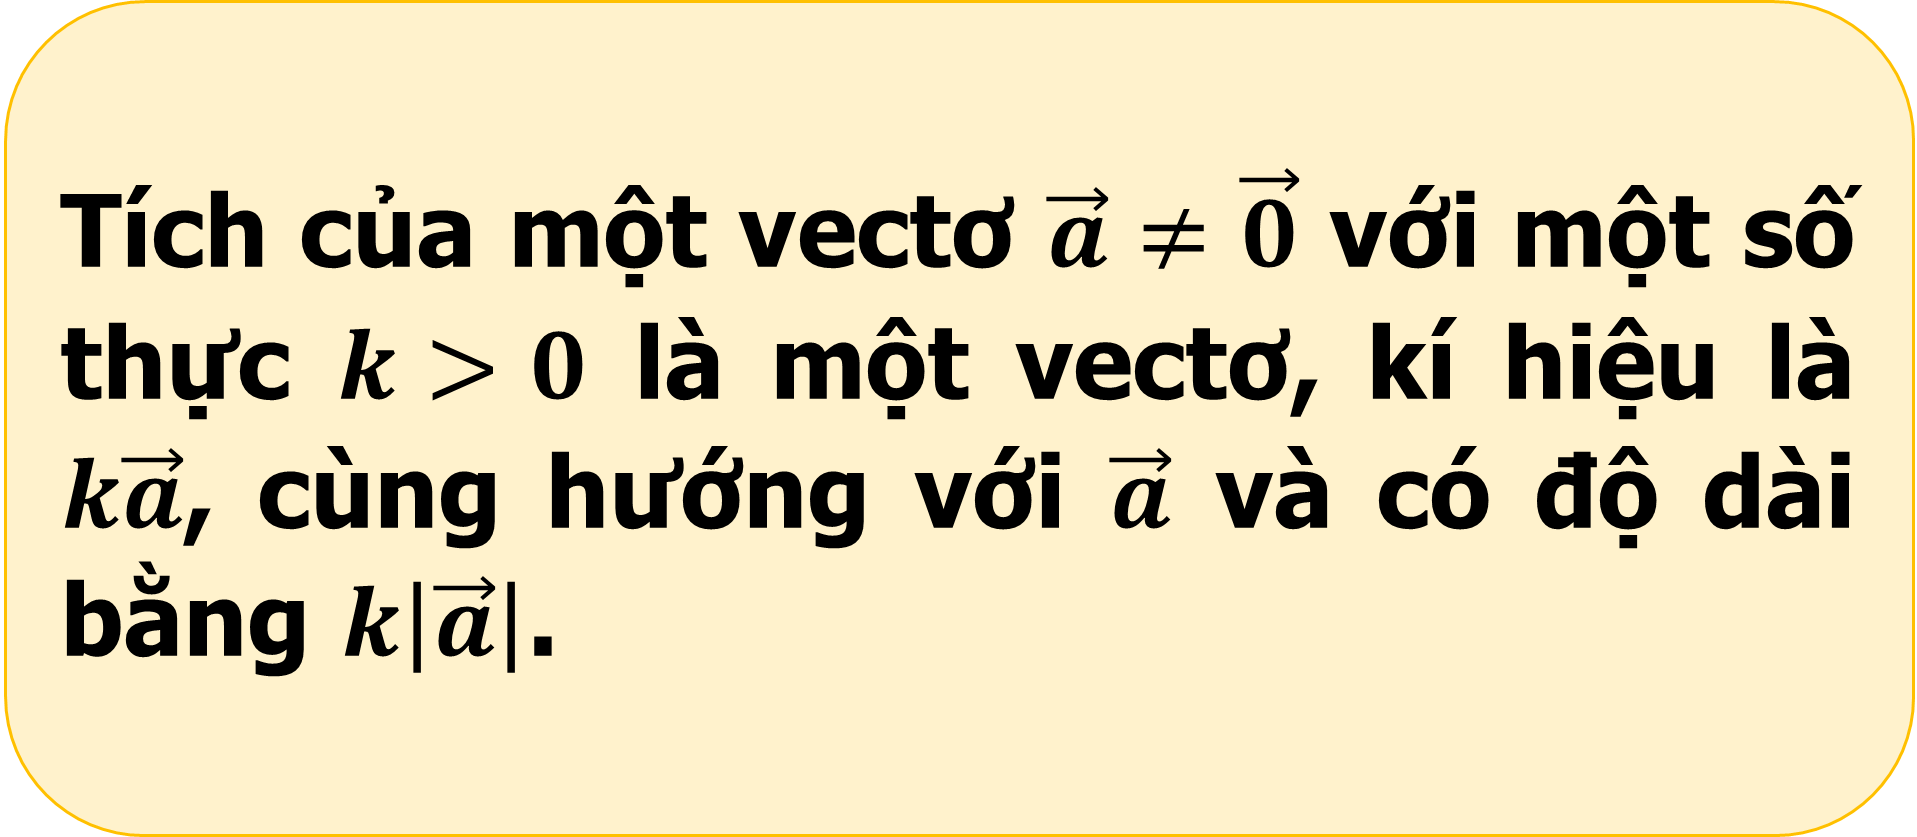 Tích của một vectơ $\vec{a} \neq \vec{0}$ với một số
thực $k > 0$ là một vectơ, kí hiệu là
$k\vec{a}$, cùng hướng với $\vec{a}$ và có độ dài
bằng $k|\vec{a}|$.